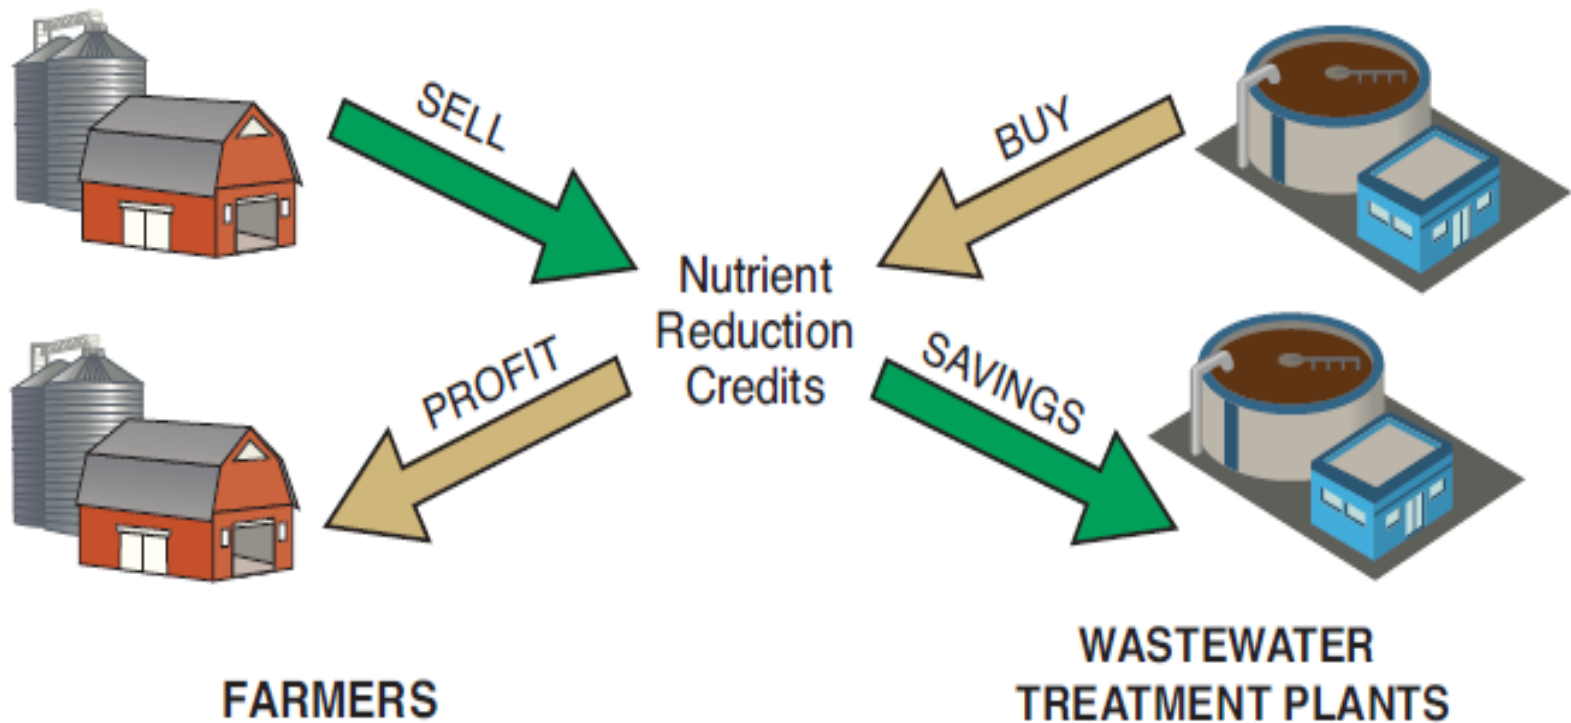 SELL
BUY
Nutrient
Reduction
Credits
PROFIT
SAVINGS
FARMERS
WASTEWATER
TREATMENT PLANTS